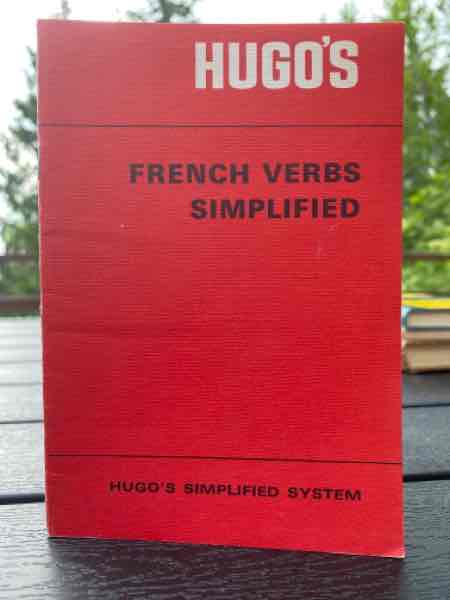 HUGO'S
FRENCH VERBS
SIMPLIFIED
HUGO'S SIMPLIFIED SYSTEM